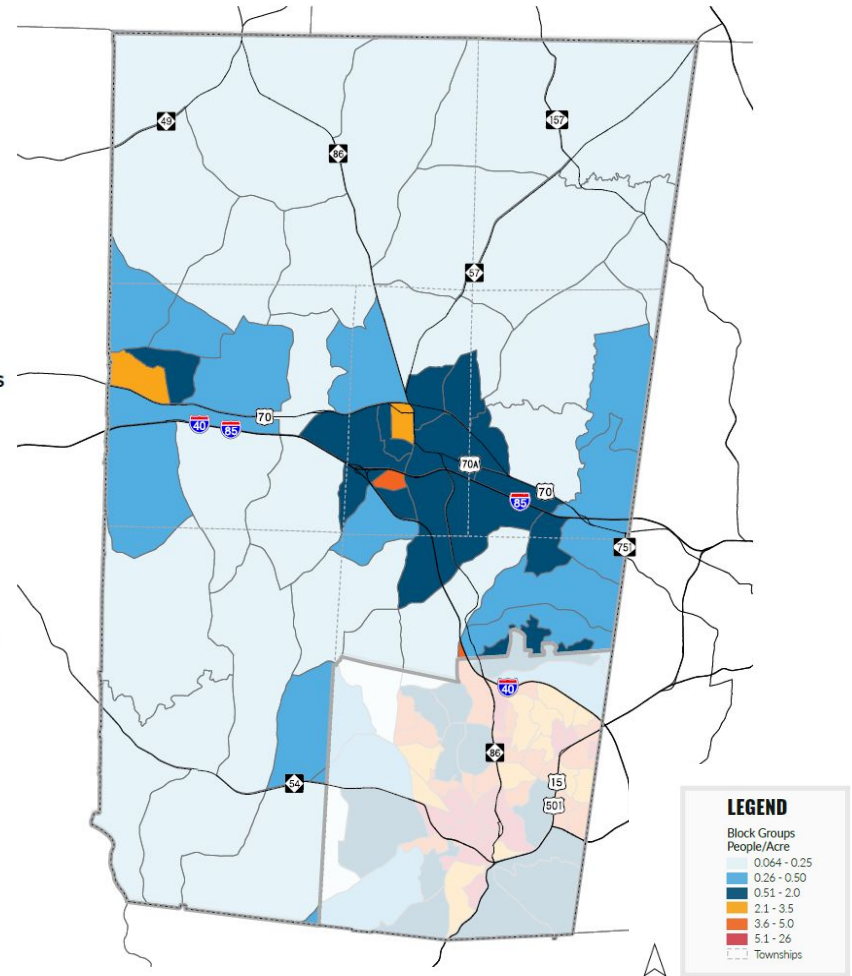 49
86
157
57
s
40
85
70
70A
70
85
751
40
86
54
15
501
LEGEND
Block Groups
People/Acre
0.064 - 0.25
0.26 - 0.50
0.51 - 2.0
2.1 - 3.5
3.6 - 5.0
5.1 - 26
Townships